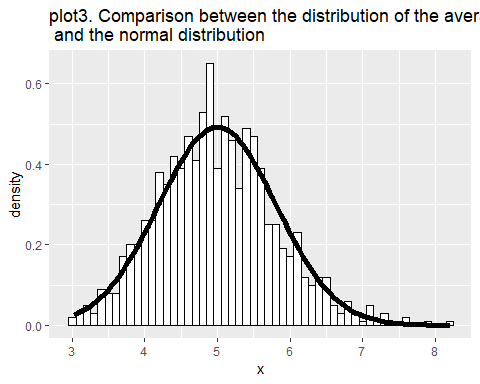 plot3. Comparison between the distribution of the aver
and the normal distribution
0.6
0.4
0.2
0.0
density
3 4 5 6 7 8
x